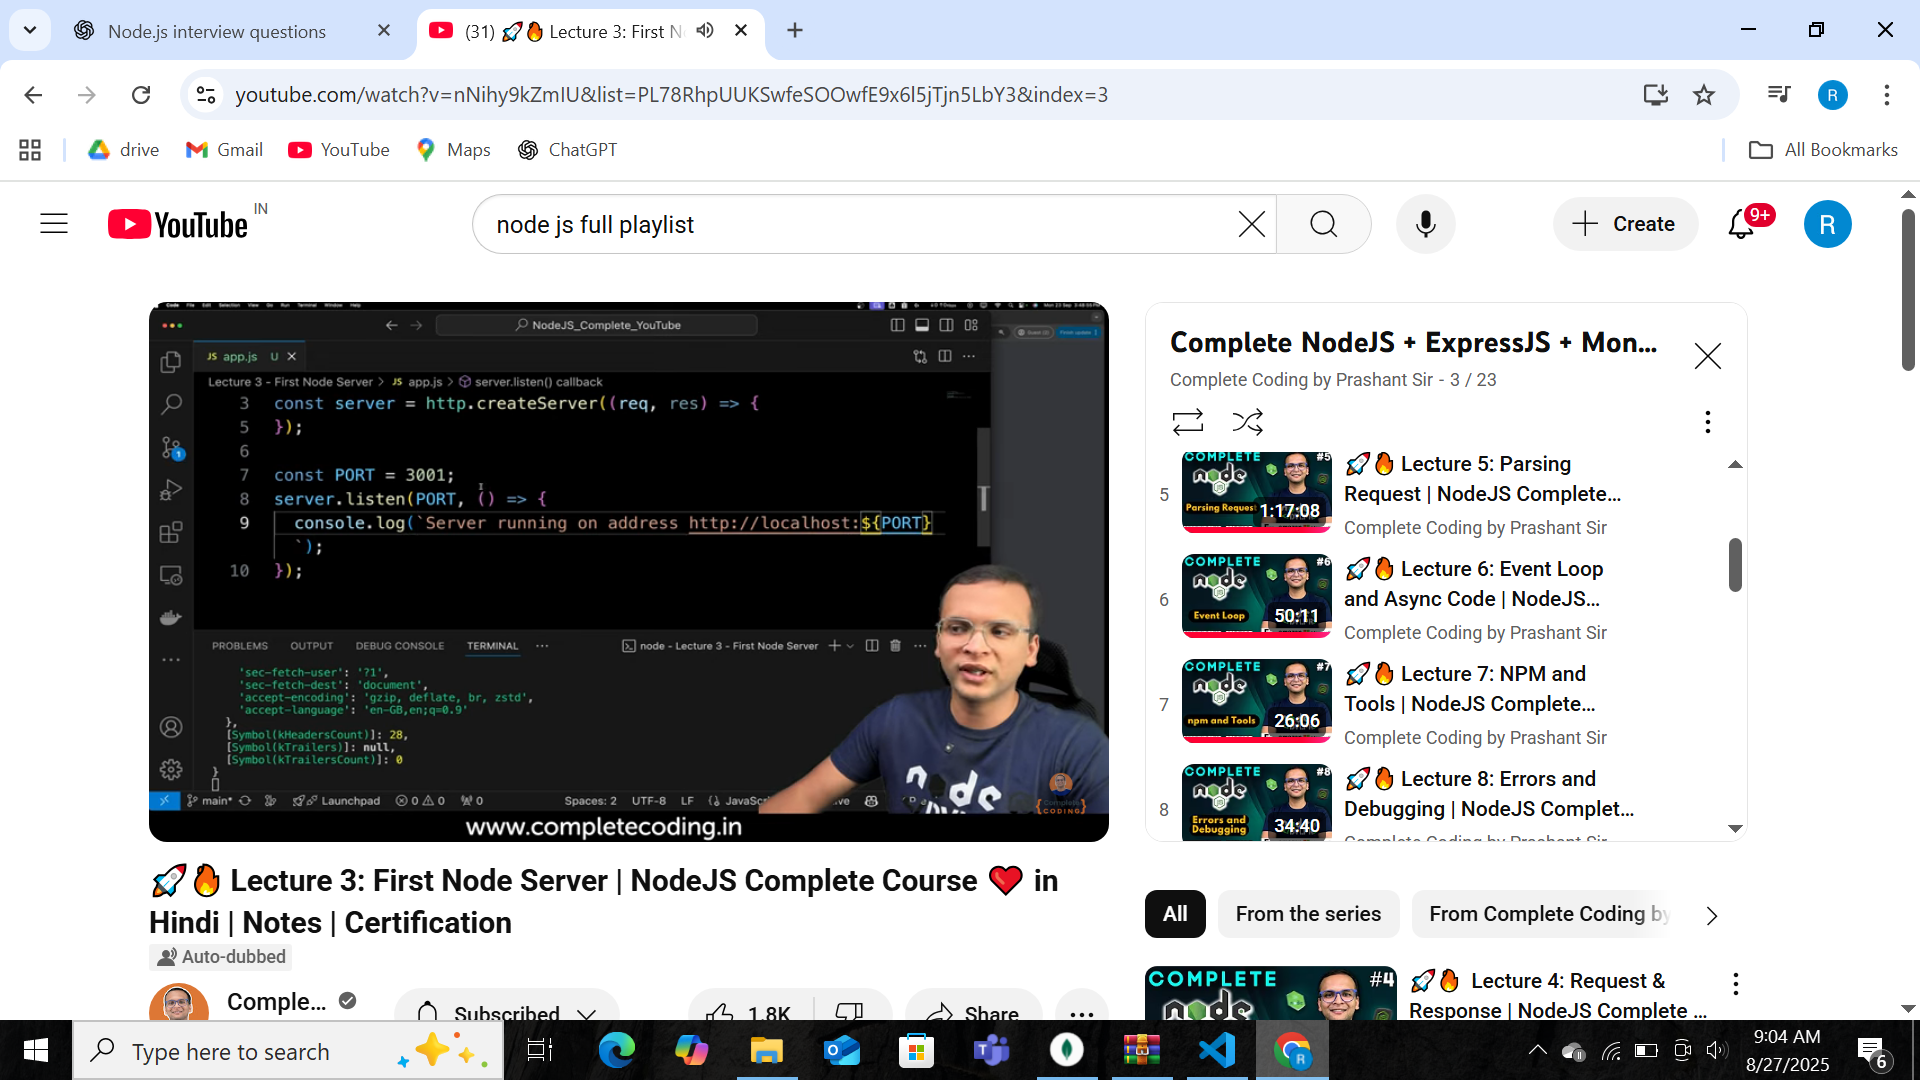 Node.js interview questions
(31) 🚀🔥 Lecture 3: First N
youtube.com/watch?v=nNihy9kZmIU&list=PL78RhpUUKSwfeSOOwfE9x6l5jTjn5LbY3&index=3
R
drive
Gmail
YouTube
Maps
ChatGPT
All Bookmarks
YouTube IN
node js full playlist
Create
9+
R
NodeJS_Complete_YouTube
JS app.js U
Lecture 3 - First Node Server > JS app.js > server.listen() callback
3 const server = http.createServer((req, res) => {
5 });
6
7 const PORT = 3001;
8 server.listen(PORT, () => {
9 console.log(`Server running on address http://localhost:${PORT}
`);
10 });
PROBLEMS OUTPUT DEBUG CONSOLE TERMINAL ··· node - Lecture 3 - First Node Server
'sec-fetch-user': '?1',
'sec-fetch-dest': 'document',
'accept-encoding': 'gzip, deflate, br, zstd',
'accept-language': 'en-GB,en;q=0.9'
},
[Symbol(kHeadersCount)]: 28,
[Symbol(kTrailers)]: null,
[Symbol(kTrailersCount)]: 0
}
main* Launchpad 0 0 0 Spaces: 2 UTF-8 LF {} JavaSc
CODING
www.completecoding.in
Complete NodeJS + ExpressJS + Mon...
Complete Coding by Prashant Sir - 3 / 23
5
COMPLETE #5
node
Parsing Request
1:17:08
🚀🔥 Lecture 5: Parsing
Request | NodeJS Complete...
Complete Coding by Prashant Sir
6
COMPLETE #6
node
Event Loop
50:11
🚀🔥 Lecture 6: Event Loop
and Async Code | NodeJS...
Complete Coding by Prashant Sir
7
COMPLETE #7
node
npm and Tools
26:06
🚀🔥 Lecture 7: NPM and
Tools | NodeJS Complete...
Complete Coding by Prashant Sir
8
COMPLETE #8
node
Errors and
Debugging
34:40
🚀🔥 Lecture 8: Errors and
Debugging | NodeJS Complet...
Complete Coding by Prashant Sir
🚀🔥 Lecture 3: First Node Server | NodeJS Complete Course ❤️ in
Hindi | Notes | Certification
Auto-dubbed
Comple...
Subscribed
1.8K
Share
All
From the series
From Complete Coding by
COMPLETE #4
node
🚀🔥 Lecture 4: Request &
Response | NodeJS Complete ...
Type here to search
9:04 AM
8/27/2025
6